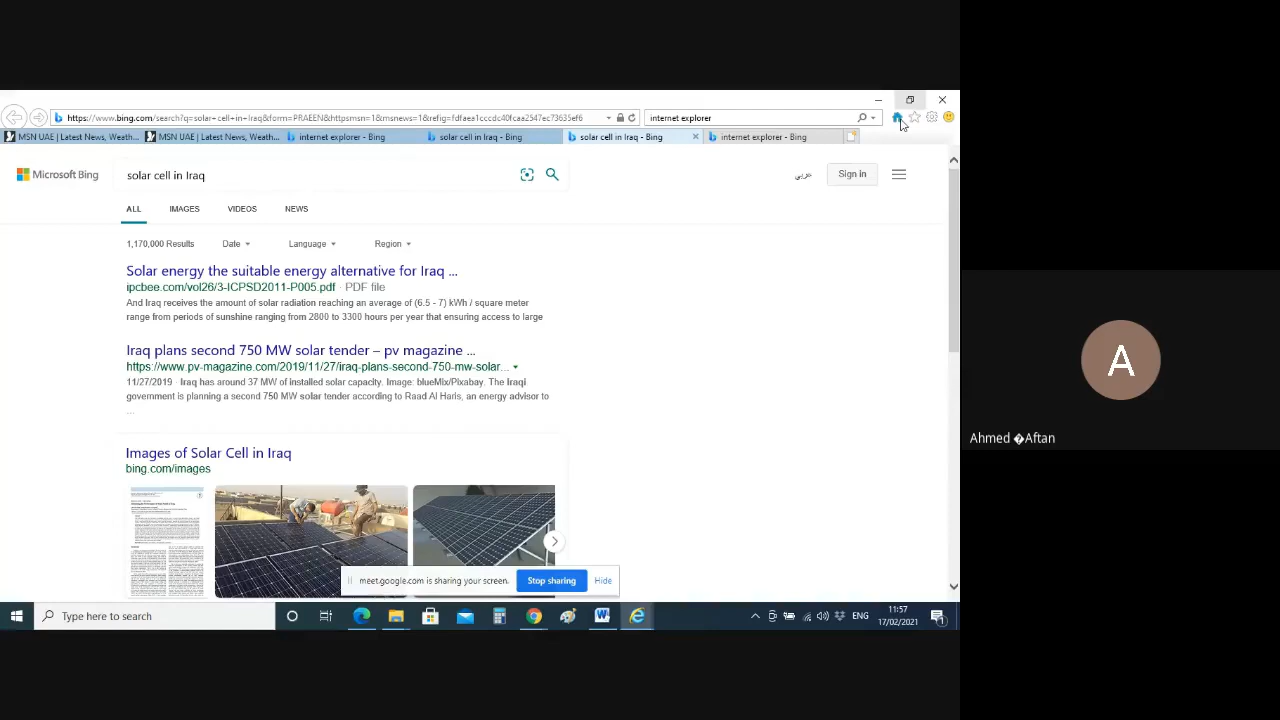 https://www.bing.com/search?q=solar+cell+in+Iraq&form=PRAEEN&httpsmsn=1&msnews=1&refig=fdfaea1cccdc40fcaa2547ec73635ef6
internet explorer
MSN UAE | Latest News, Weath...
MSN UAE | Latest News, Weath...
internet explorer - Bing
solar cell in Iraq - Bing
solar cell in Iraq - Bing
internet explorer - Bing
Microsoft Bing
solar cell in Iraq
عربي
Sign in
ALL
IMAGES
VIDEOS
NEWS
1,170,000 Results
Date
Language
Region
Solar energy the suitable energy alternative for Iraq ...
ipcbee.com/vol26/3-ICPSD2011-P005.pdf · PDF file
And Iraq receives the amount of solar radiation reaching an average of (6.5 - 7) kWh / square meter
range from periods of sunshine ranging from 2800 to 3300 hours per year that ensuring access to large
Iraq plans second 750 MW solar tender – pv magazine ...
https://www.pv-magazine.com/2019/11/27/iraq-plans-second-750-mw-solar...
11/27/2019 · Iraq has around 37 MW of installed solar capacity. Image: blueMix/Pixabay. The Iraqi
government is planning a second 750 MW solar tender according to Raad Al Haris, an energy advisor to
...
Images of Solar Cell in Iraq
bing.com/images
meet.google.com is sharing your screen.
Stop sharing
Hide
Type here to search
ENG
11:57
17/02/2021
1
A
Ahmed �Aftan